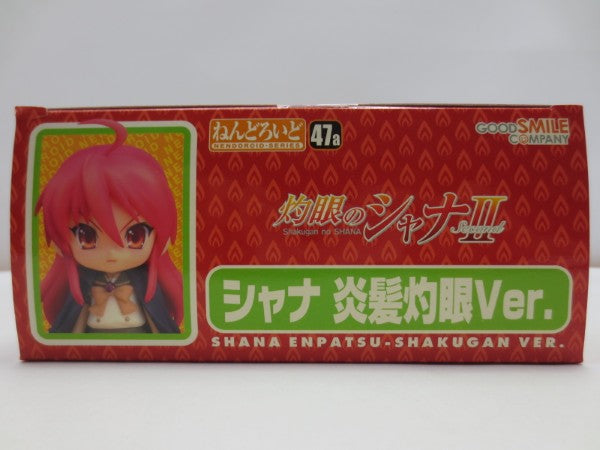 ねんどろいど 47a
NENDOROID-SERIES
GOOD SMILE
COMPANY
灼眼のシャナII
Shakugan no SHANA Second
シャナ 炎髪灼眼Ver.
SHANA ENPATSU-SHAKUGAN VER.